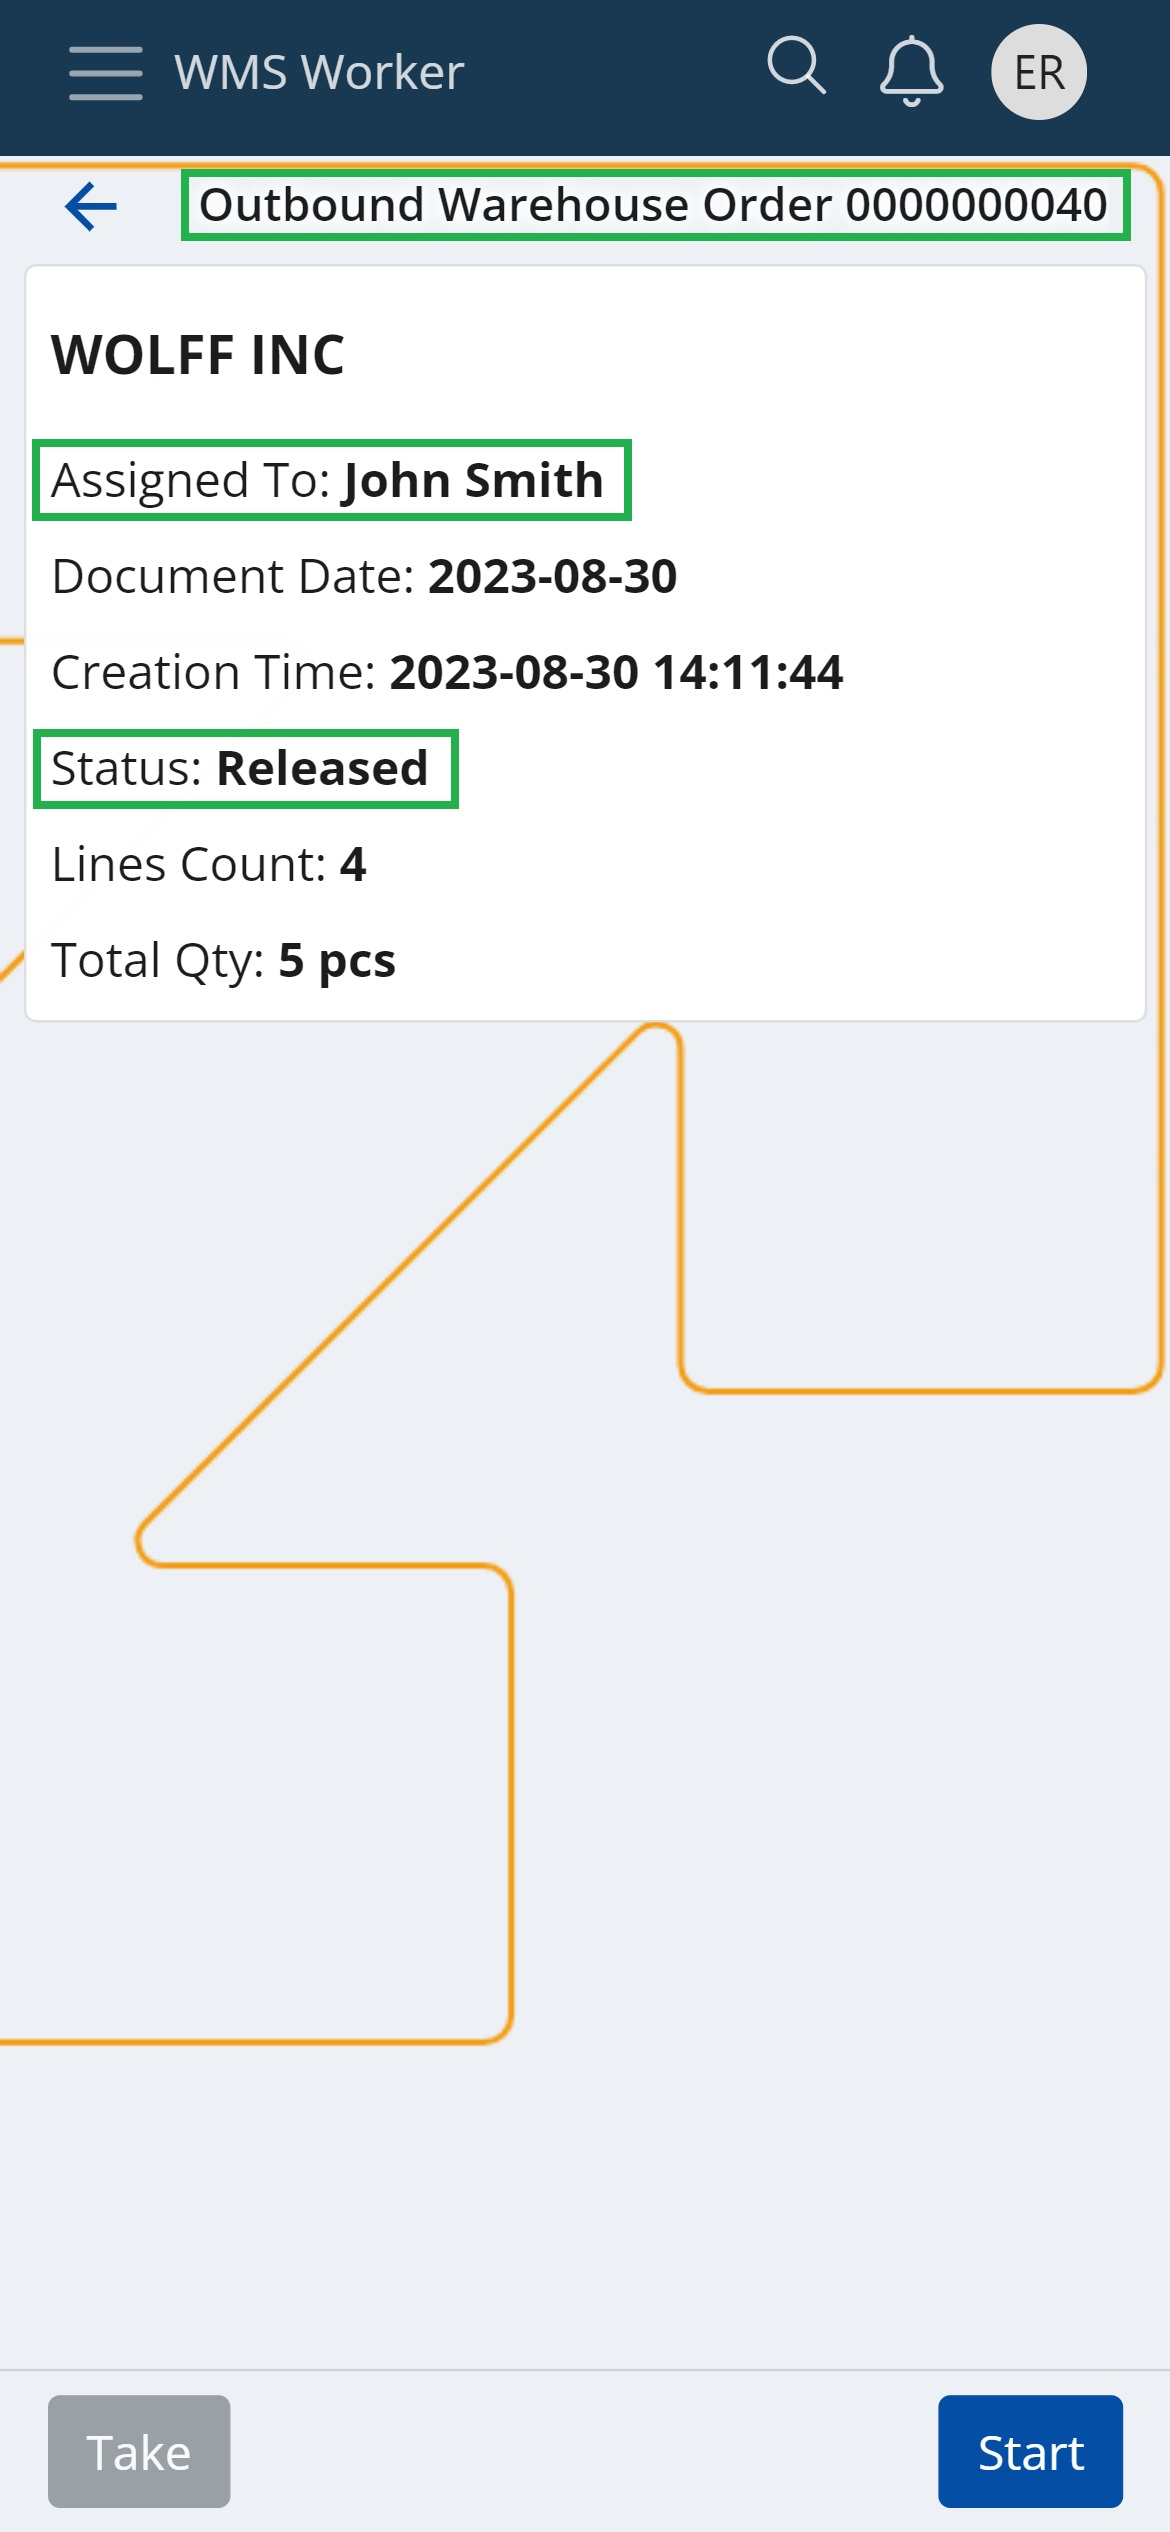 WMS Worker
ER
Outbound Warehouse Order 0000000040
WOLFF INC
Assigned To: John Smith
Document Date: 2023-08-30
Creation Time: 2023-08-30 14:11:44
Status: Released
Lines Count: 4
Total Qty: 5 pcs
Take
Start